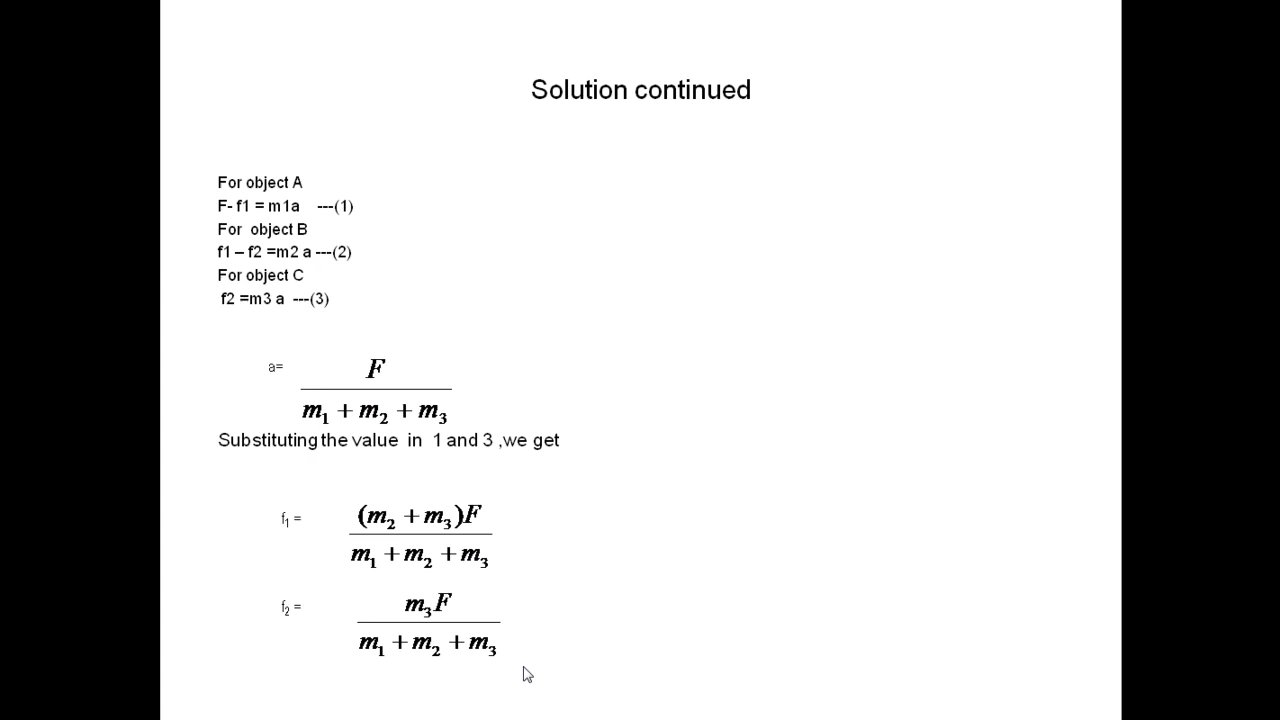 Solution continued
For object A
F- f1 = m1a ---(1)
For object B
f1 – f2 =m2 a ---(2)
For object C
f2 =m3 a ---(3)
a=
F
m₁ + m₂ + m₃
Substituting the value in 1 and 3 ,we get
f₁ =
(m₂ + m₃)F
m₁ + m₂ + m₃
f₂ =
m₃F
m₁ + m₂ + m₃